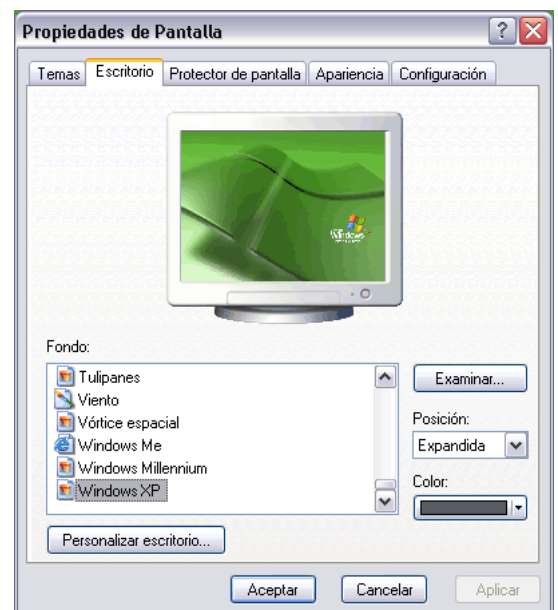 Propiedades de Pantalla
Temas Escritorio Protector de pantalla Apariencia Configuración
Windows
Fondo:
Tulipanes
Viento
Vórtice espacial
Windows Me
Windows Millennium
Windows XP
Examinar...
Posición:
Expandida
Color:
Personalizar escritorio...
Aceptar Cancelar Aplicar